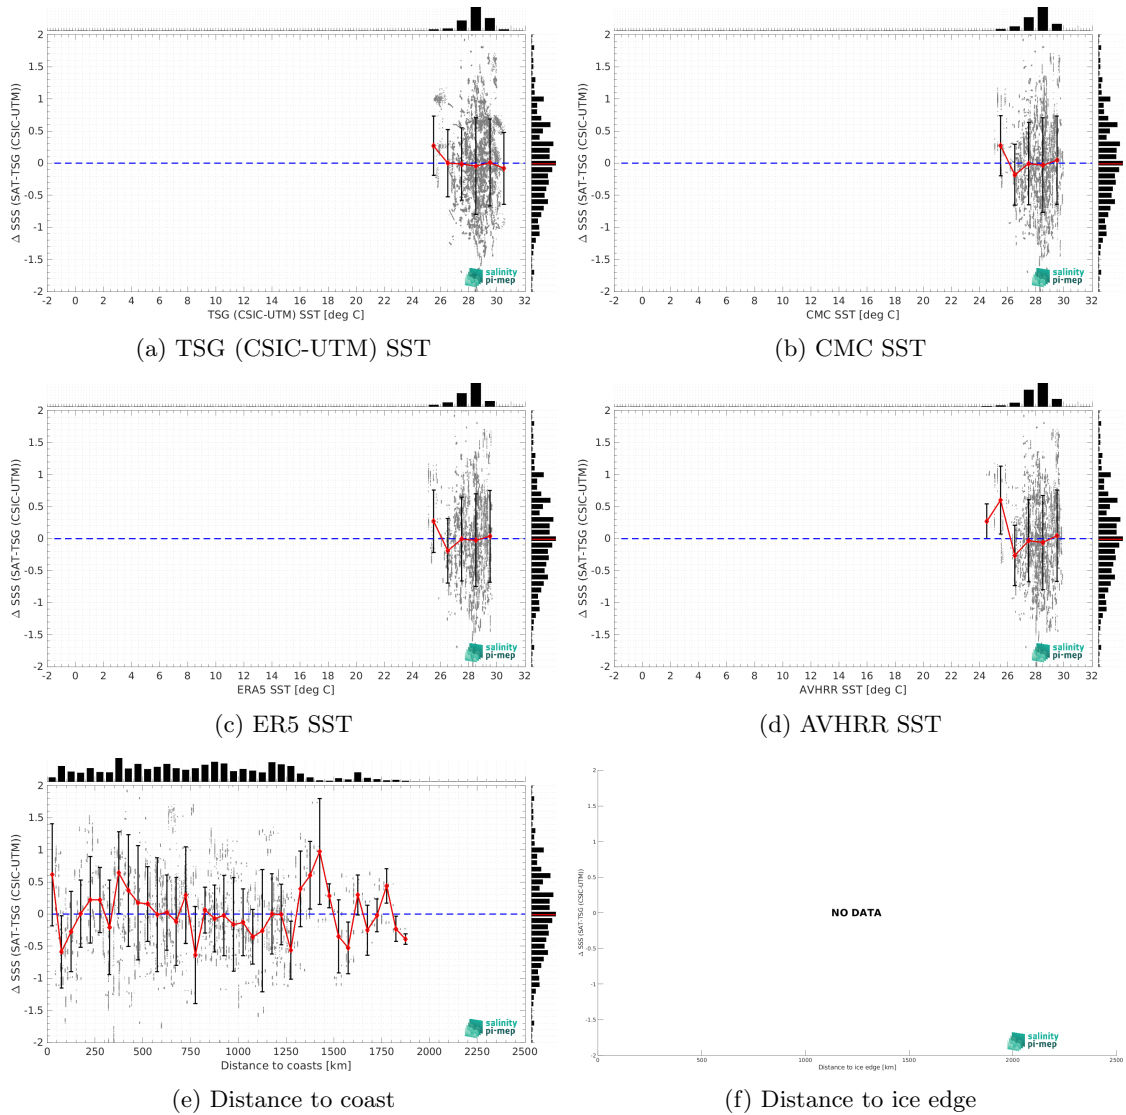 2
1.5
1
0.5
0
-0.5
-1
-1.5
-2
Δ SSS (SAT-TSG (CSIC-UTM))
-2 0 2 4 6 8 10 12 14 16 18 20 22 24 26 28 30 32
TSG (CSIC-UTM) SST [deg C]
salinity
pi-mep
(a) TSG (CSIC-UTM) SST
2
1.5
1
0.5
0
-0.5
-1
-1.5
-2
Δ SSS (SAT-TSG (CSIC-UTM))
-2 0 2 4 6 8 10 12 14 16 18 20 22 24 26 28 30 32
CMC SST [deg C]
salinity
pi-mep
(b) CMC SST
2
1.5
1
0.5
0
-0.5
-1
-1.5
-2
Δ SSS (SAT-TSG (CSIC-UTM))
-2 0 2 4 6 8 10 12 14 16 18 20 22 24 26 28 30 32
ERA5 SST [deg C]
salinity
pi-mep
(c) ER5 SST
2
1.5
1
0.5
0
-0.5
-1
-1.5
-2
Δ SSS (SAT-TSG (CSIC-UTM))
-2 0 2 4 6 8 10 12 14 16 18 20 22 24 26 28 30 32
AVHRR SST [deg C]
salinity
pi-mep
(d) AVHRR SST
2
1.5
1
0.5
0
-0.5
-1
-1.5
-2
Δ SSS (SAT-TSG (CSIC-UTM))
0 250 500 750 1000 1250 1500 1750 2000 2250 2500
Distance to coasts [km]
salinity
pi-mep
(e) Distance to coast
2
1.5
1
0.5
0
-0.5
-1
-1.5
-2
Δ SSS (SAT-TSG (CSIC-UTM))
NO DATA
0 500 1000 1500 2000 2500
Distance to ice edge [km]
salinity
pi-mep
(f) Distance to ice edge